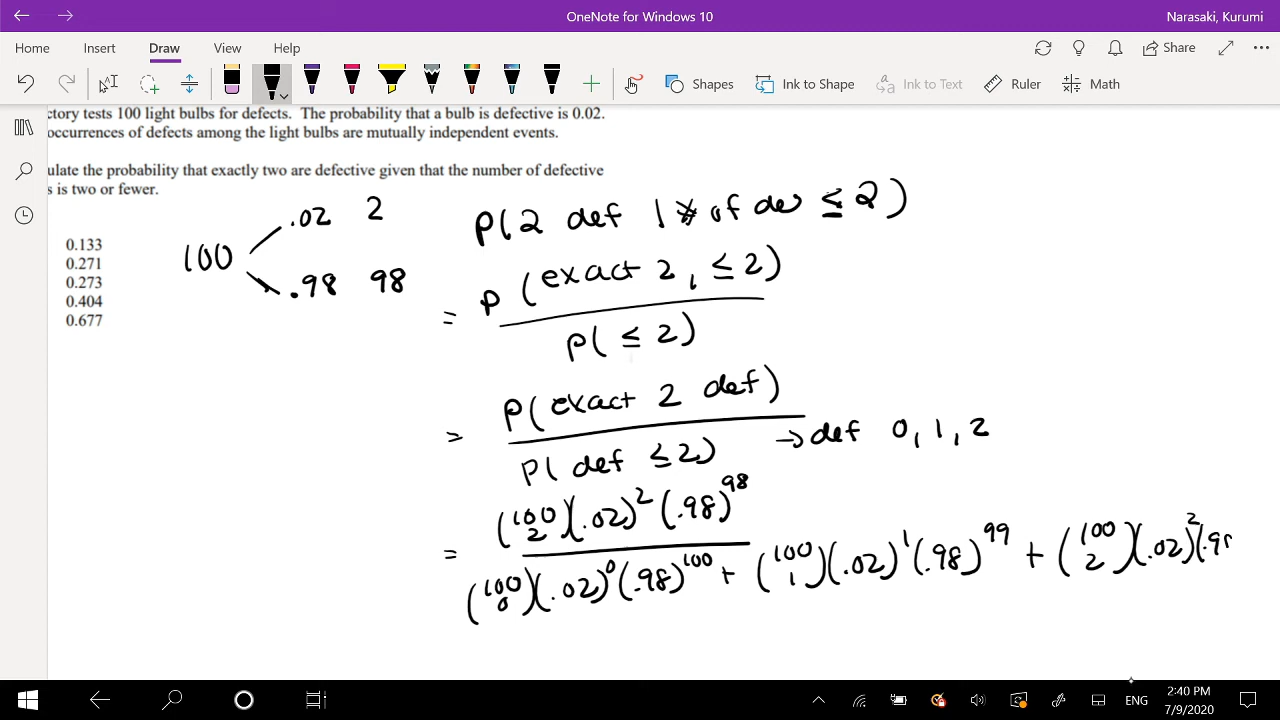 OneNote for Windows 10
Narasaki, Kurumi
Home Insert Draw View Help
Share
Shapes Ink to Shape Ink to Text Ruler Math
ctory tests 100 light bulbs for defects. The probability that a bulb is defective is 0.02.
occurrences of defects among the light bulbs are mutually independent events.
ulate the probability that exactly two are defective given that the number of defective
s is two or fewer.
0.133
0.271
0.273
0.404
0.677
100
.02 2
.98 98
P(2 def | # of def ≤ 2)
= P(exact 2, ≤ 2)
P(≤ 2)
= P(exact 2 def)
P(def ≤ 2) → def 0, 1, 2
= (100 2)(.02)^2(.98)^98
(100 0)(.02)^0(.98)^100 + (100 1)(.02)^1(.98)^99 + (100 2)(.02)^2(.9
ENG
2:40 PM
7/9/2020